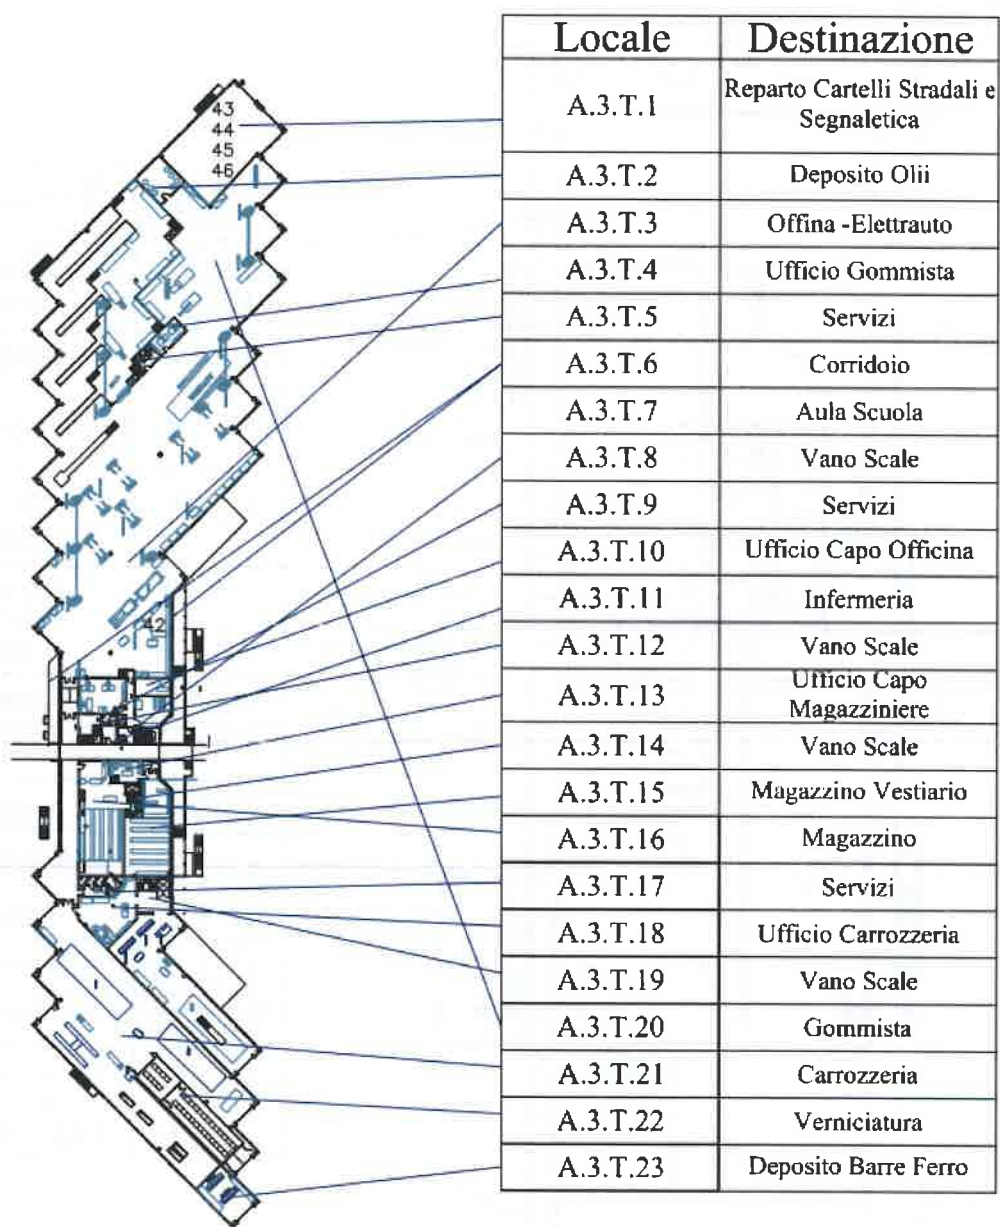 Locale Destinazione
A.3.T.1 Reparto Cartelli Stradali e
Segnaletica
A.3.T.2 Deposito Olii
A.3.T.3 Offina -Elettrauto
A.3.T.4 Ufficio Gommista
A.3.T.5 Servizi
A.3.T.6 Corridoio
A.3.T.7 Aula Scuola
A.3.T.8 Vano Scale
A.3.T.9 Servizi
A.3.T.10 Ufficio Capo Officina
A.3.T.11 Infermeria
A.3.T.12 Vano Scale
A.3.T.13 Ufficio Capo
Magazziniere
A.3.T.14 Vano Scale
A.3.T.15 Magazzino Vestiario
A.3.T.16 Magazzino
A.3.T.17 Servizi
A.3.T.18 Ufficio Carrozzeria
A.3.T.19 Vano Scale
A.3.T.20 Gommista
A.3.T.21 Carrozzeria
A.3.T.22 Verniciatura
A.3.T.23 Deposito Barre Ferro
43
44
45
46
42